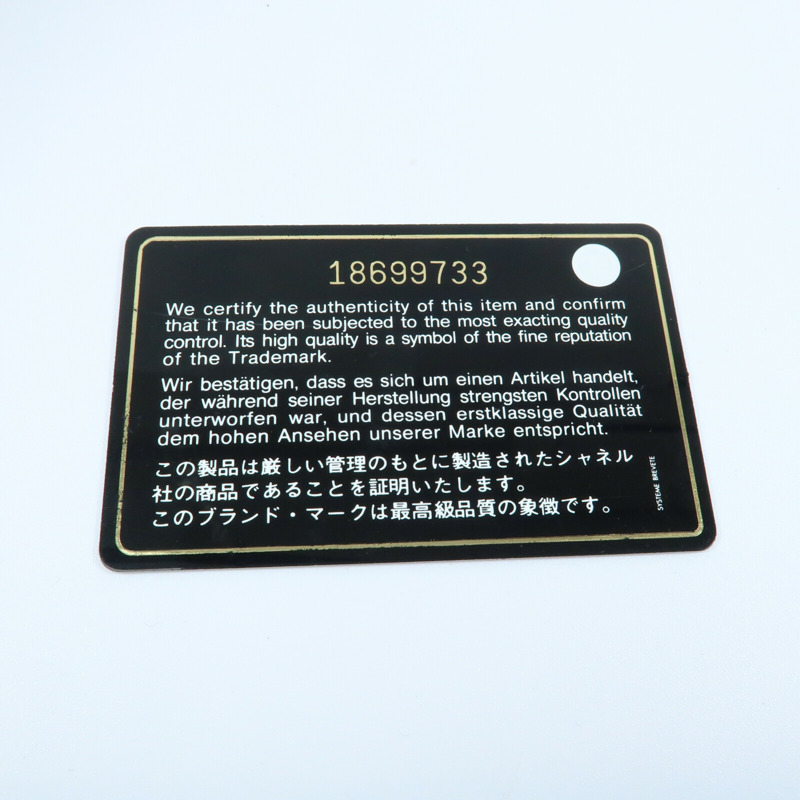 18699733
We certify the authenticity of this item and confirm
that it has been subjected to the most exacting quality
control. Its high quality is a symbol of the fine reputation
of the Trademark.
Wir bestätigen, dass es sich um einen Artikel handelt,
der während seiner Herstellung strengsten Kontrollen
unterworfen war, und dessen erstklassige Qualität
dem hohen Ansehen unserer Marke entspricht.
この製品は厳しい管理のもとに製造されたシャネル
社の商品であることを証明いたします。
このブランド・マークは最高級品質の象徴です。
SYSTEME BREVETE